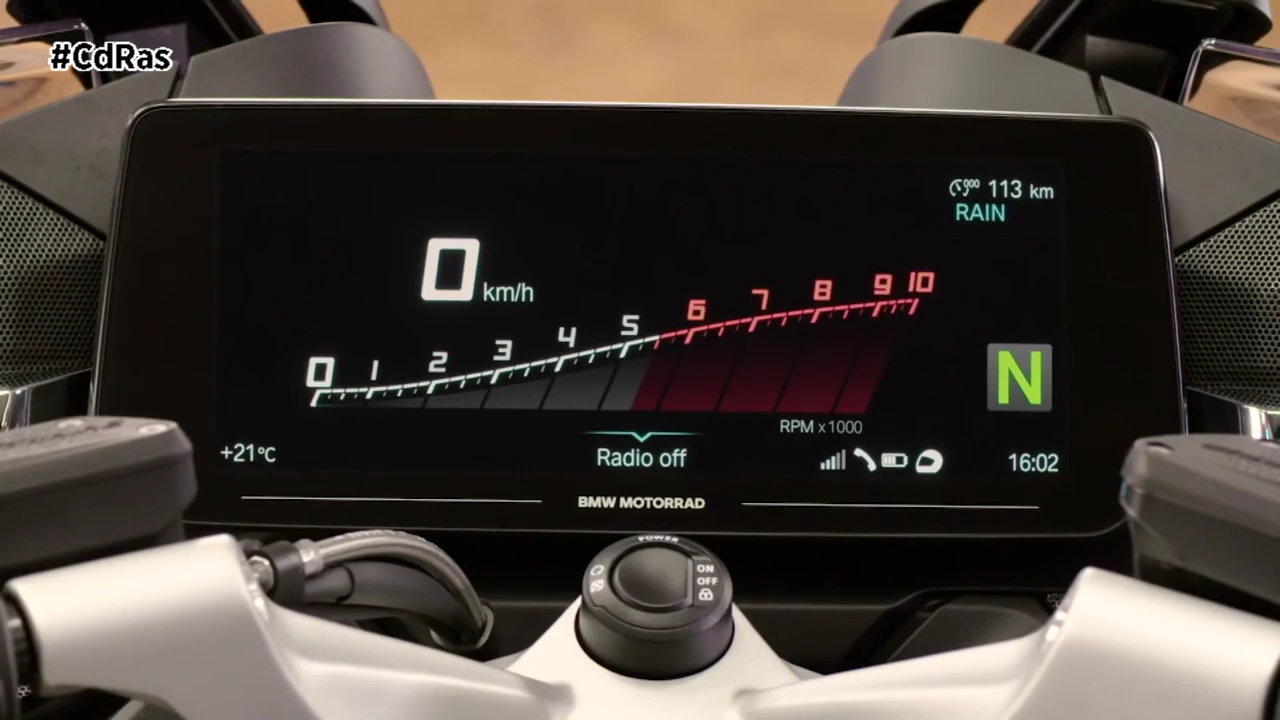 #CdRas
000 113 km
RAIN
0 km/h
0 1 2 3 4 5 6 7 8 9 10
N
RPM x1000
+21°C
Radio off
16:02
BMW MOTORRAD
POWER
ON
OFF